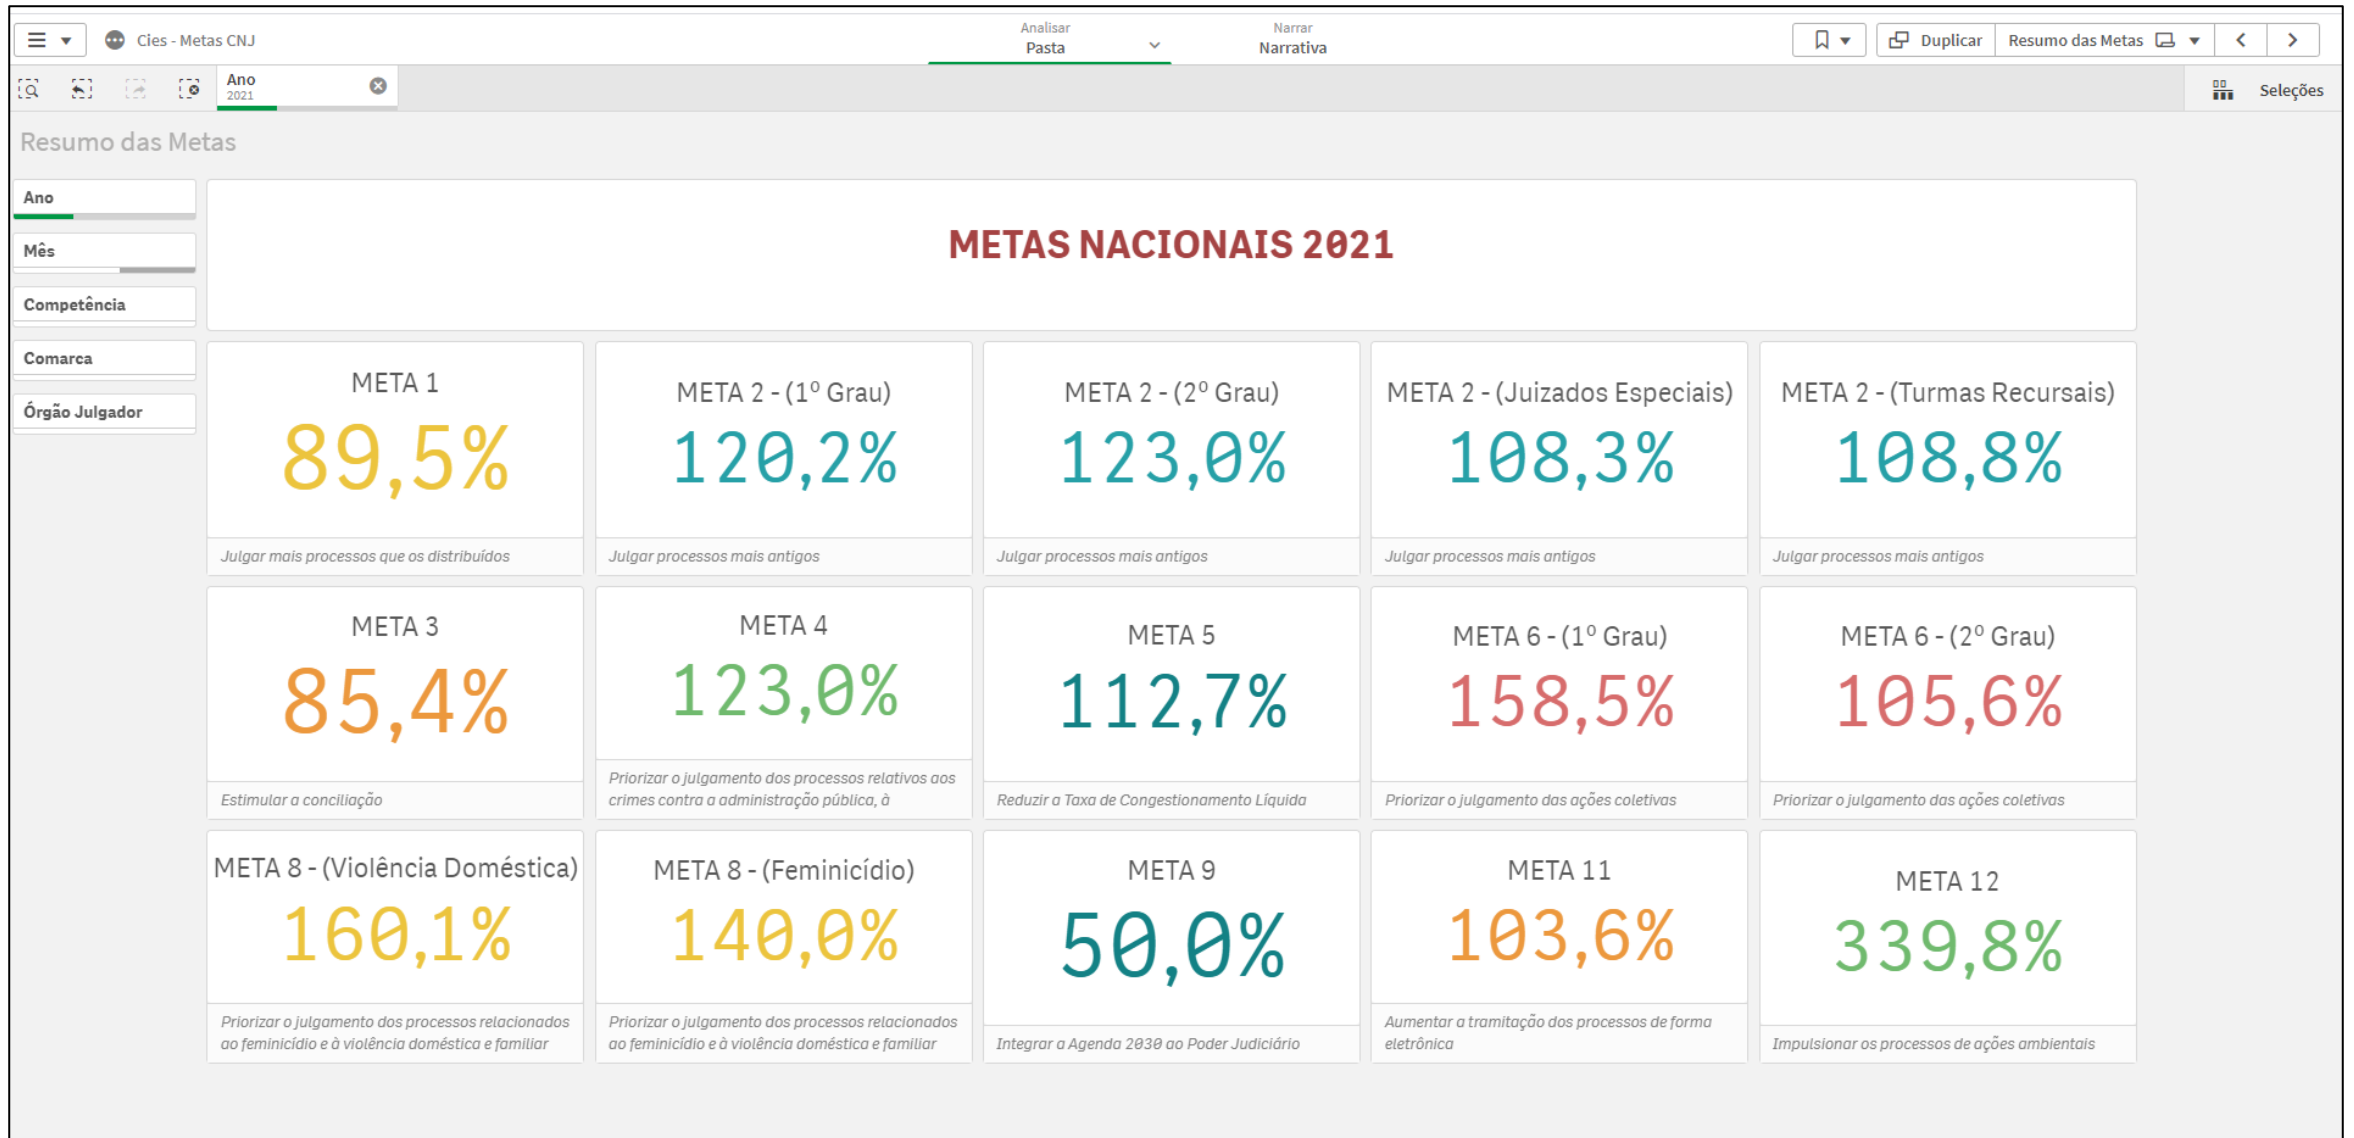 Cies - Metas CNJ
Analisar
Pasta
Narrar
Narrativa
Duplicar
Resumo das Metas
Ano
2021
Seleções
Resumo das Metas
Ano
Mês
Competência
Comarca
Órgão Julgador
METAS NACIONAIS 2021
META 1
89,5%
Julgar mais processos que os distribuídos
META 2 - (1º Grau)
120,2%
Julgar processos mais antigos
META 2 - (2º Grau)
123,0%
Julgar processos mais antigos
META 2 - (Juizados Especiais)
108,3%
Julgar processos mais antigos
META 2 - (Turmas Recursais)
108,8%
Julgar processos mais antigos
META 3
85,4%
Estimular a conciliação
META 4
123,0%
Priorizar o julgamento dos processos relativos aos
crimes contra a administração pública, à
META 5
112,7%
Reduzir a Taxa de Congestionamento Líquida
META 6 - (1º Grau)
158,5%
Priorizar o julgamento das ações coletivas
META 6 - (2º Grau)
105,6%
Priorizar o julgamento das ações coletivas
META 8 - (Violência Doméstica)
160,1%
Priorizar o julgamento dos processos relacionados
ao feminicídio e à violência doméstica e familiar
META 8 - (Feminicídio)
140,0%
Priorizar o julgamento dos processos relacionados
ao feminicídio e à violência doméstica e familiar
META 9
50,0%
Integrar a Agenda 2030 ao Poder Judiciário
META 11
103,6%
Aumentar a tramitação dos processos de forma
eletrônica
META 12
339,8%
Impulsionar os processos de ações ambientais